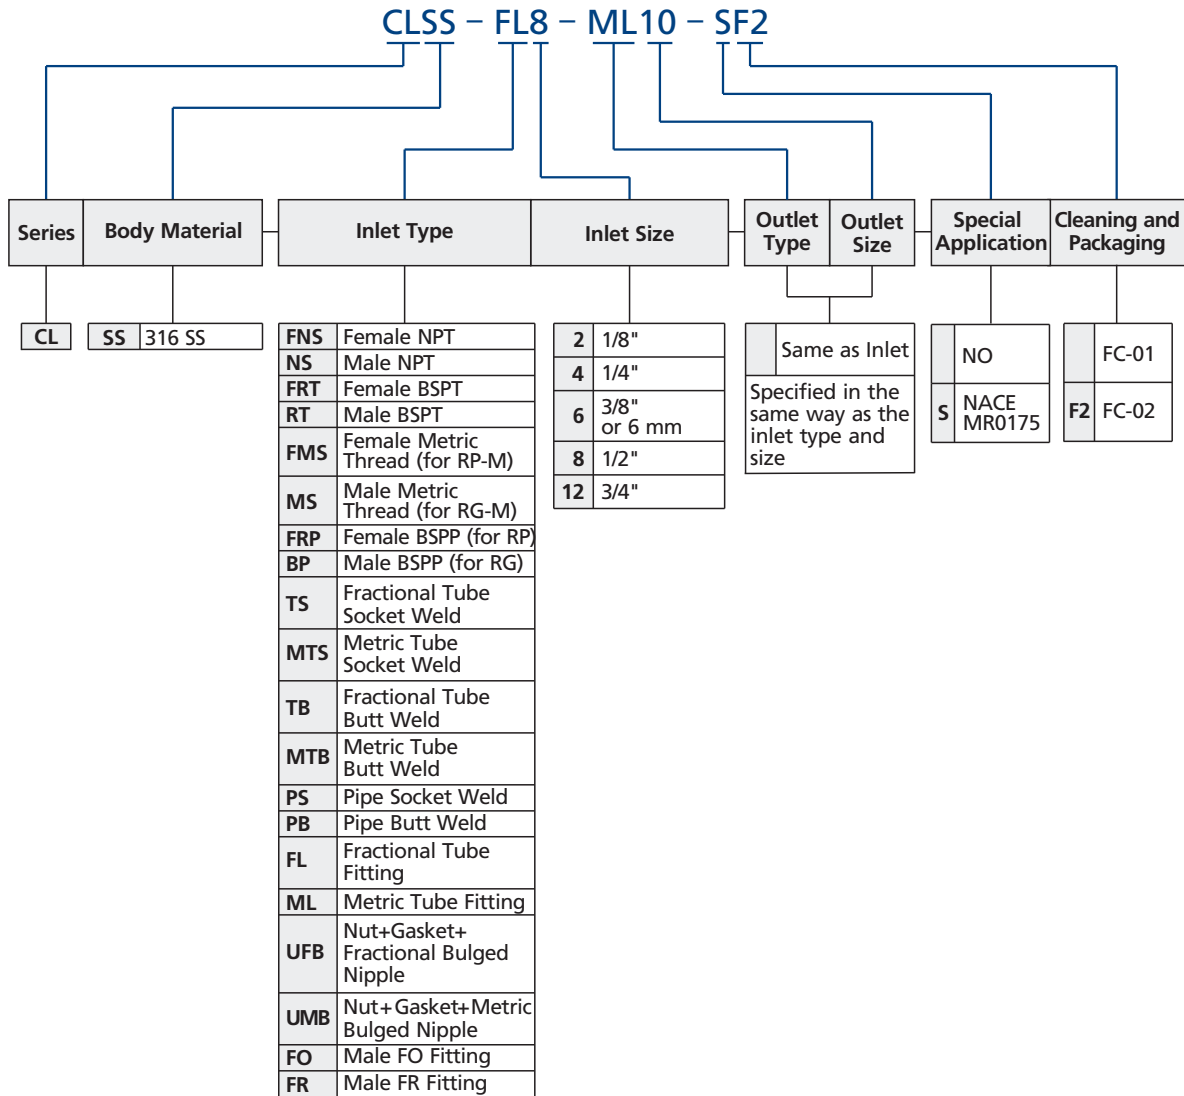 CLSS – FL8 – ML10 – SF2
Series
Body Material
Inlet Type
Inlet Size
Outlet
Type
Outlet
Size
Special
Application
Cleaning and
Packaging
CL
SS 316 SS
FNS Female NPT
NS Male NPT
FRT Female BSPT
RT Male BSPT
FMS Female Metric
Thread (for RP-M)
MS Male Metric
Thread (for RG-M)
FRP Female BSPP (for RP)
BP Male BSPP (for RG)
TS Fractional Tube
Socket Weld
MTS Metric Tube
Socket Weld
TB Fractional Tube
Butt Weld
MTB Metric Tube
Butt Weld
PS Pipe Socket Weld
PB Pipe Butt Weld
FL Fractional Tube
Fitting
ML Metric Tube Fitting
UFB Nut+Gasket+
Fractional Bulged
Nipple
UMB Nut+Gasket+Metric
Bulged Nipple
FO Male FO Fitting
FR Male FR Fitting
2 1/8"
4 1/4"
6 3/8"
or 6 mm
8 1/2"
12 3/4"
Same as Inlet
Specified in the
same way as the
inlet type and
size
NO
S NACE
MR0175
FC-01
F2 FC-02